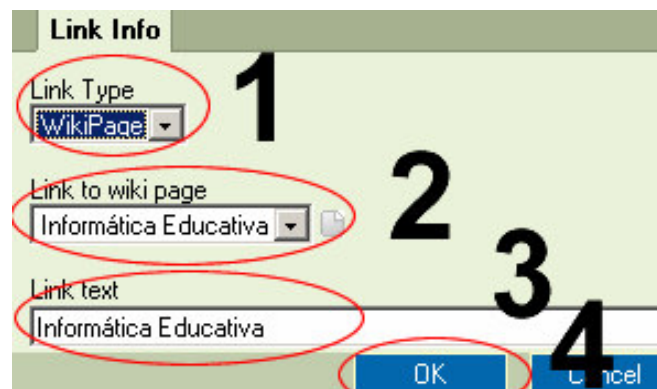 Link Info
Link Type
1
WikiPage
Link to wiki page
2
Informática Educativa
Link text
3
Informática Educativa
OK
4
Cancel